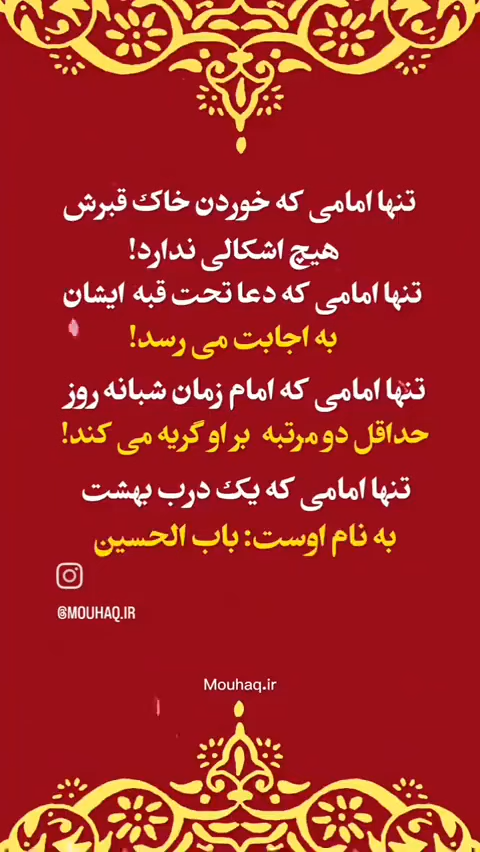 تنها امامی که خوردن خاک قبرش
هیچ اشکالی ندارد!
تنها امامی که دعا تحت قبه ایشان
به اجابت می رسد!
تنها امامی که امام زمان شبانه روز
حداقل دو مرتبه بر او گریه می کند!
تنها امامی که یک درب بهشت
به نام اوست: باب الحسین
@MOUHAQ.IR
Mouhaq.ir